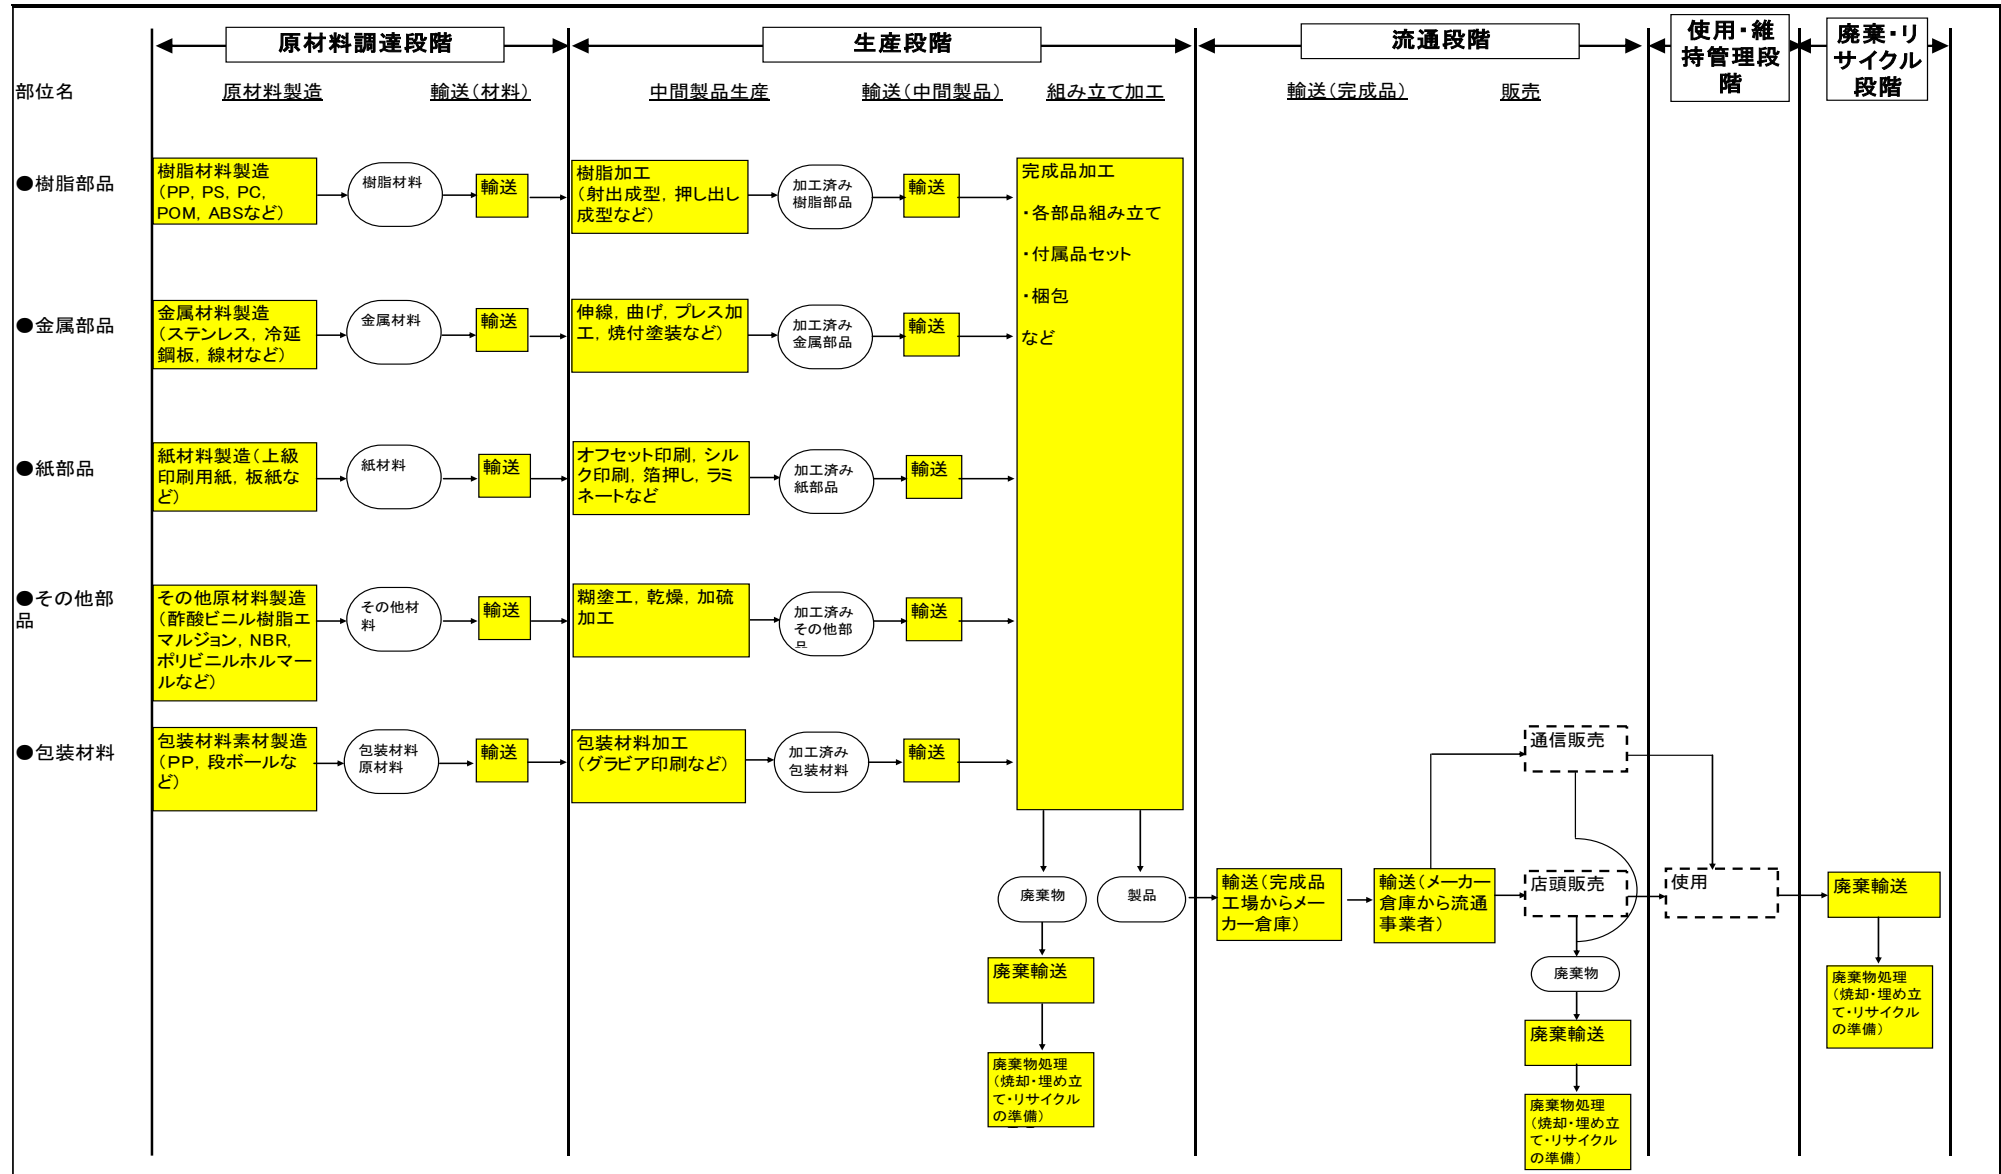 原材料調達段階
生産段階
流通段階
使用・維
持管理段
階
廃棄・リ
サイクル
段階
部位名
原材料製造
輸送（材料）
中間製品生産
輸送（中間製品）
組み立て加工
輸送（完成品）
販売
●樹脂部品
樹脂材料製造
（PP, PS, PC,
POM, ABSなど）
樹脂材料
輸送
樹脂加工
（射出成型, 押し出し
成型など）
加工済み
樹脂部品
輸送
完成品加工
・各部品組み立て
・付属品セット
・梱包
など
●金属部品
金属材料製造
（ステンレス, 冷延
鋼板, 線材など）
金属材料
輸送
伸線, 曲げ, プレス加
工, 焼付塗装など）
加工済み
金属部品
輸送
●紙部品
紙材料製造（上級
印刷用紙, 板紙な
ど）
紙材料
輸送
オフセット印刷, シル
ク印刷, 箔押し, ラミ
ネートなど
加工済み
紙部品
輸送
●その他部
品
その他原材料製造
（酢酸ビニル樹脂エ
マルジョン, NBR,
ポリビニルホルマー
ルなど）
その他材
料
輸送
糊塗工, 乾燥, 加硫
加工
加工済み
その他部
品
輸送
●包装材料
包装材料素材製造
（PP, 段ボールな
ど）
包装材料
原材料
輸送
包装材料加工
（グラビア印刷など）
加工済み
包装材料
輸送
通信販売
廃棄物
製品
輸送（完成品
工場からメー
カー倉庫）
輸送（メーカー
倉庫から流通
事業者）
店頭販売
使用
廃棄輸送
廃棄輸送
廃棄物
廃棄物処理
（焼却・埋め立
て・リサイクル
の準備）
廃棄輸送
廃棄物処理
（焼却・埋め立
て・リサイクル
の準備）
廃棄物処理
（焼却・埋め立
て・リサイクル
の準備）